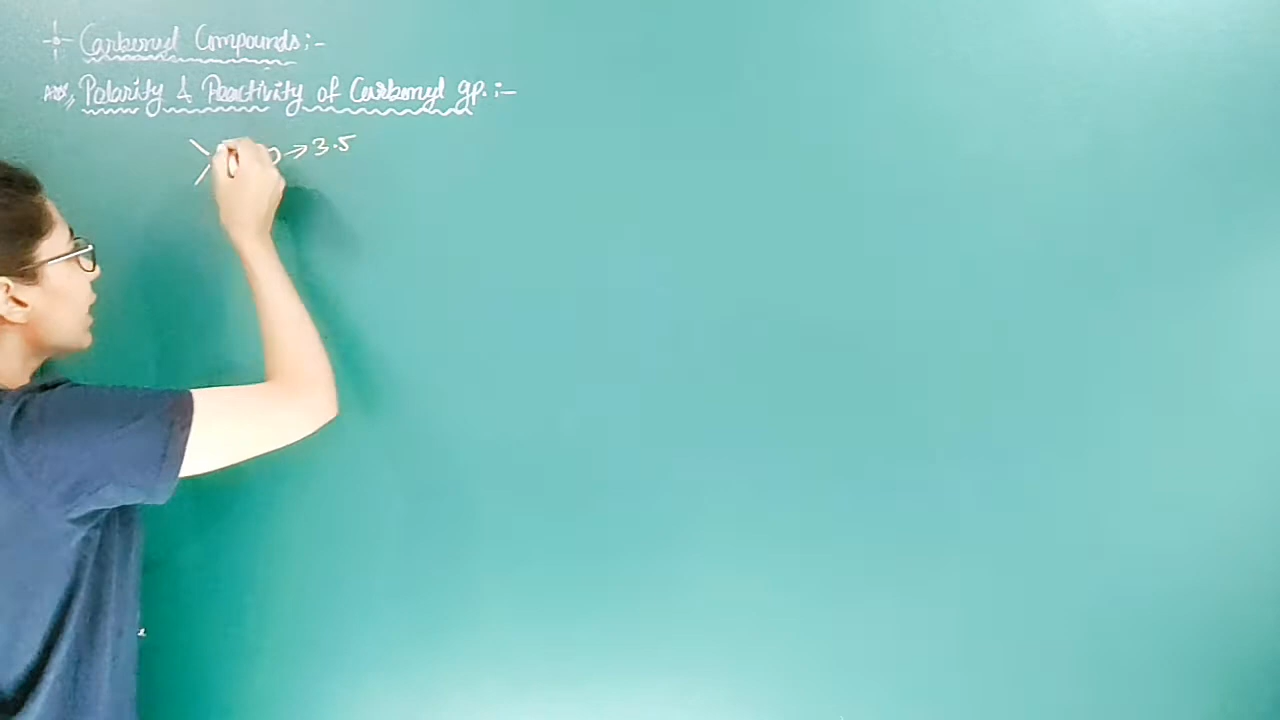 Carbonyl Compounds:-
Polarity & Reactivity of Carbonyl gp.:-
O→3.5